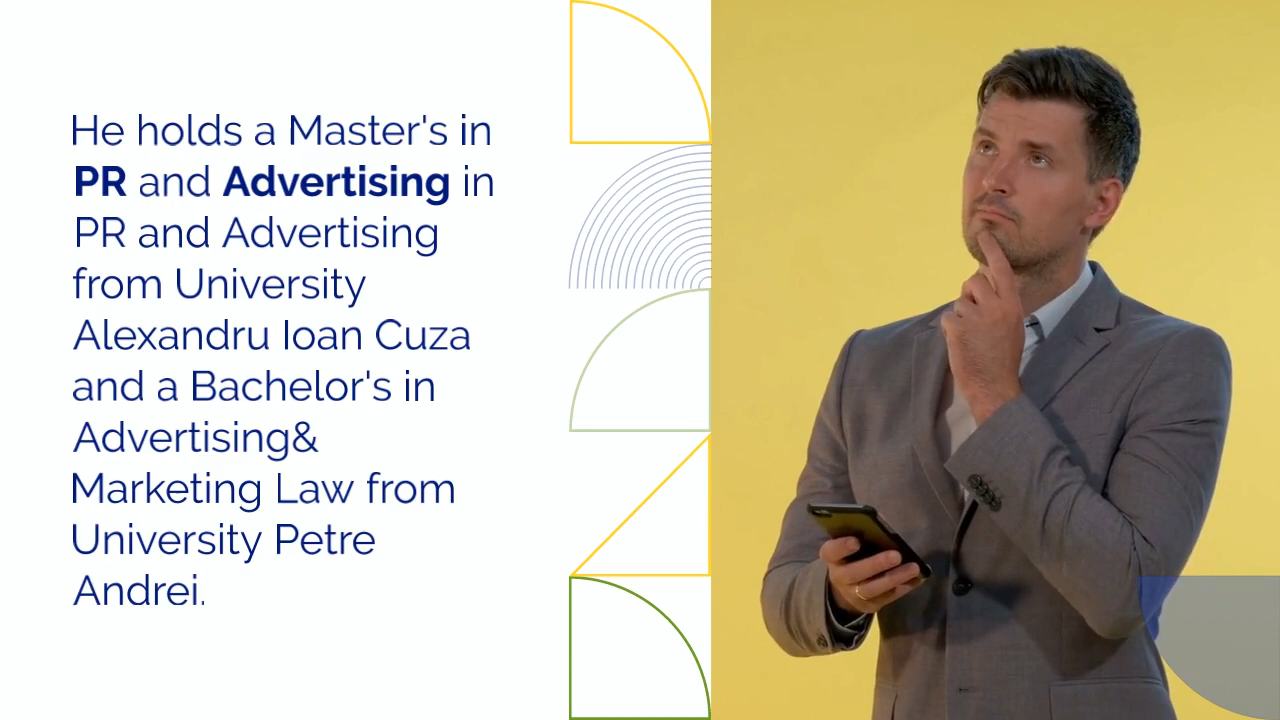 He holds a Master's in
PR and Advertising in
PR and Advertising
from University
Alexandru Ioan Cuza
and a Bachelor's in
Advertising&
Marketing Law from
University Petre
Andrei.